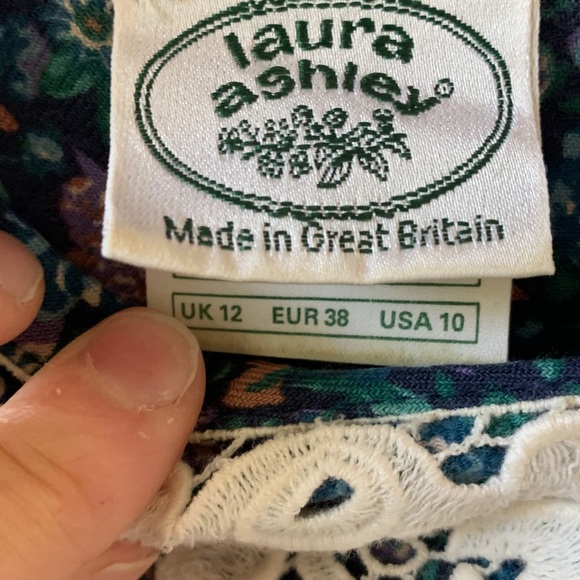 laura
ashley®
Made in Great Britain
UK 12 EUR 38 USA 10